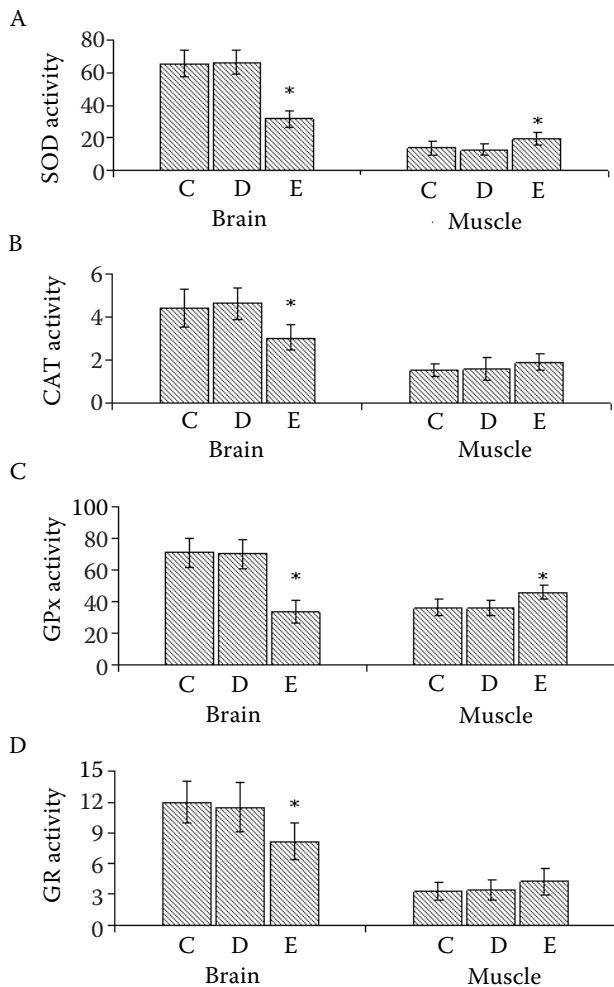 A
SOD activity
80
60
40
20
0
*
*
C D E C D E
Brain Muscle
B
CAT activity
6
4
2
0
*
C D E C D E
Brain Muscle
C
GPx activity
100
80
60
40
20
0
*
*
C D E C D E
Brain Muscle
D
GR activity
15
12
9
6
3
0
*
C D E C D E
Brain Muscle